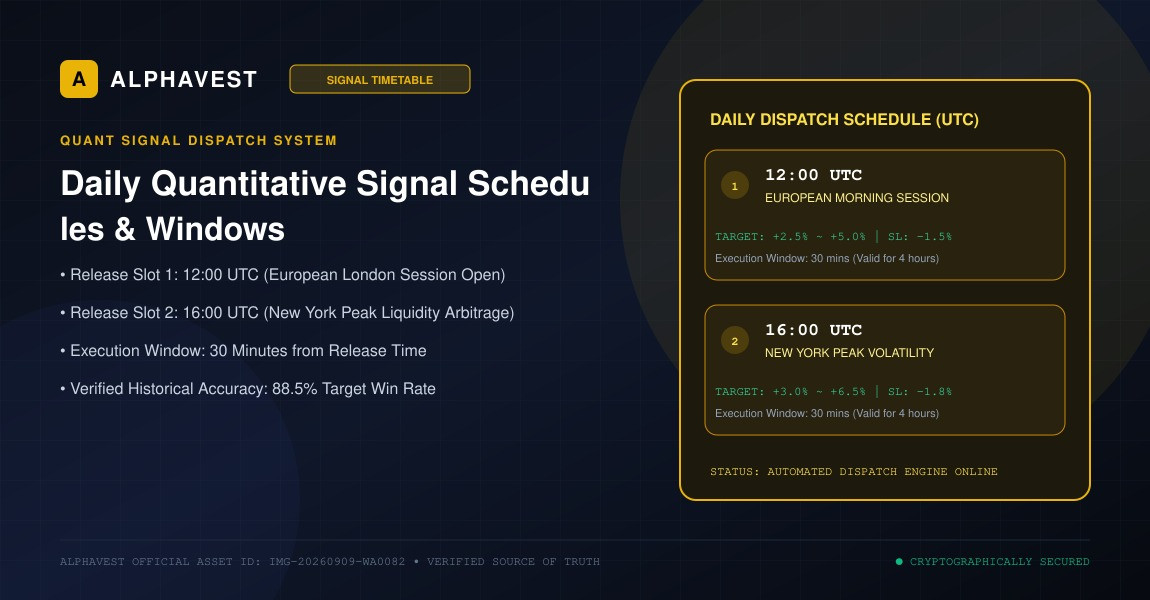 A ALPHAVEST
SIGNAL TIMETABLE
QUANT SIGNAL DISPATCH SYSTEM
Daily Quantitative Signal Schedu
les & Windows
• Release Slot 1: 12:00 UTC (European London Session Open)
• Release Slot 2: 16:00 UTC (New York Peak Liquidity Arbitrage)
• Execution Window: 30 Minutes from Release Time
• Verified Historical Accuracy: 88.5% Target Win Rate
DAILY DISPATCH SCHEDULE (UTC)
1
12:00 UTC
EUROPEAN MORNING SESSION
TARGET: +2.5% ~ +5.0% | SL: -1.5%
Execution Window: 30 mins (Valid for 4 hours)
2
16:00 UTC
NEW YORK PEAK VOLATILITY
TARGET: +3.0% ~ +6.5% | SL: -1.8%
Execution Window: 30 mins (Valid for 4 hours)
STATUS: AUTOMATED DISPATCH ENGINE ONLINE
ALPHAVEST OFFICIAL ASSET ID: IMG-20260909-WA0082 • VERIFIED SOURCE OF TRUTH
● CRYPTOGRAPHICALLY SECURED